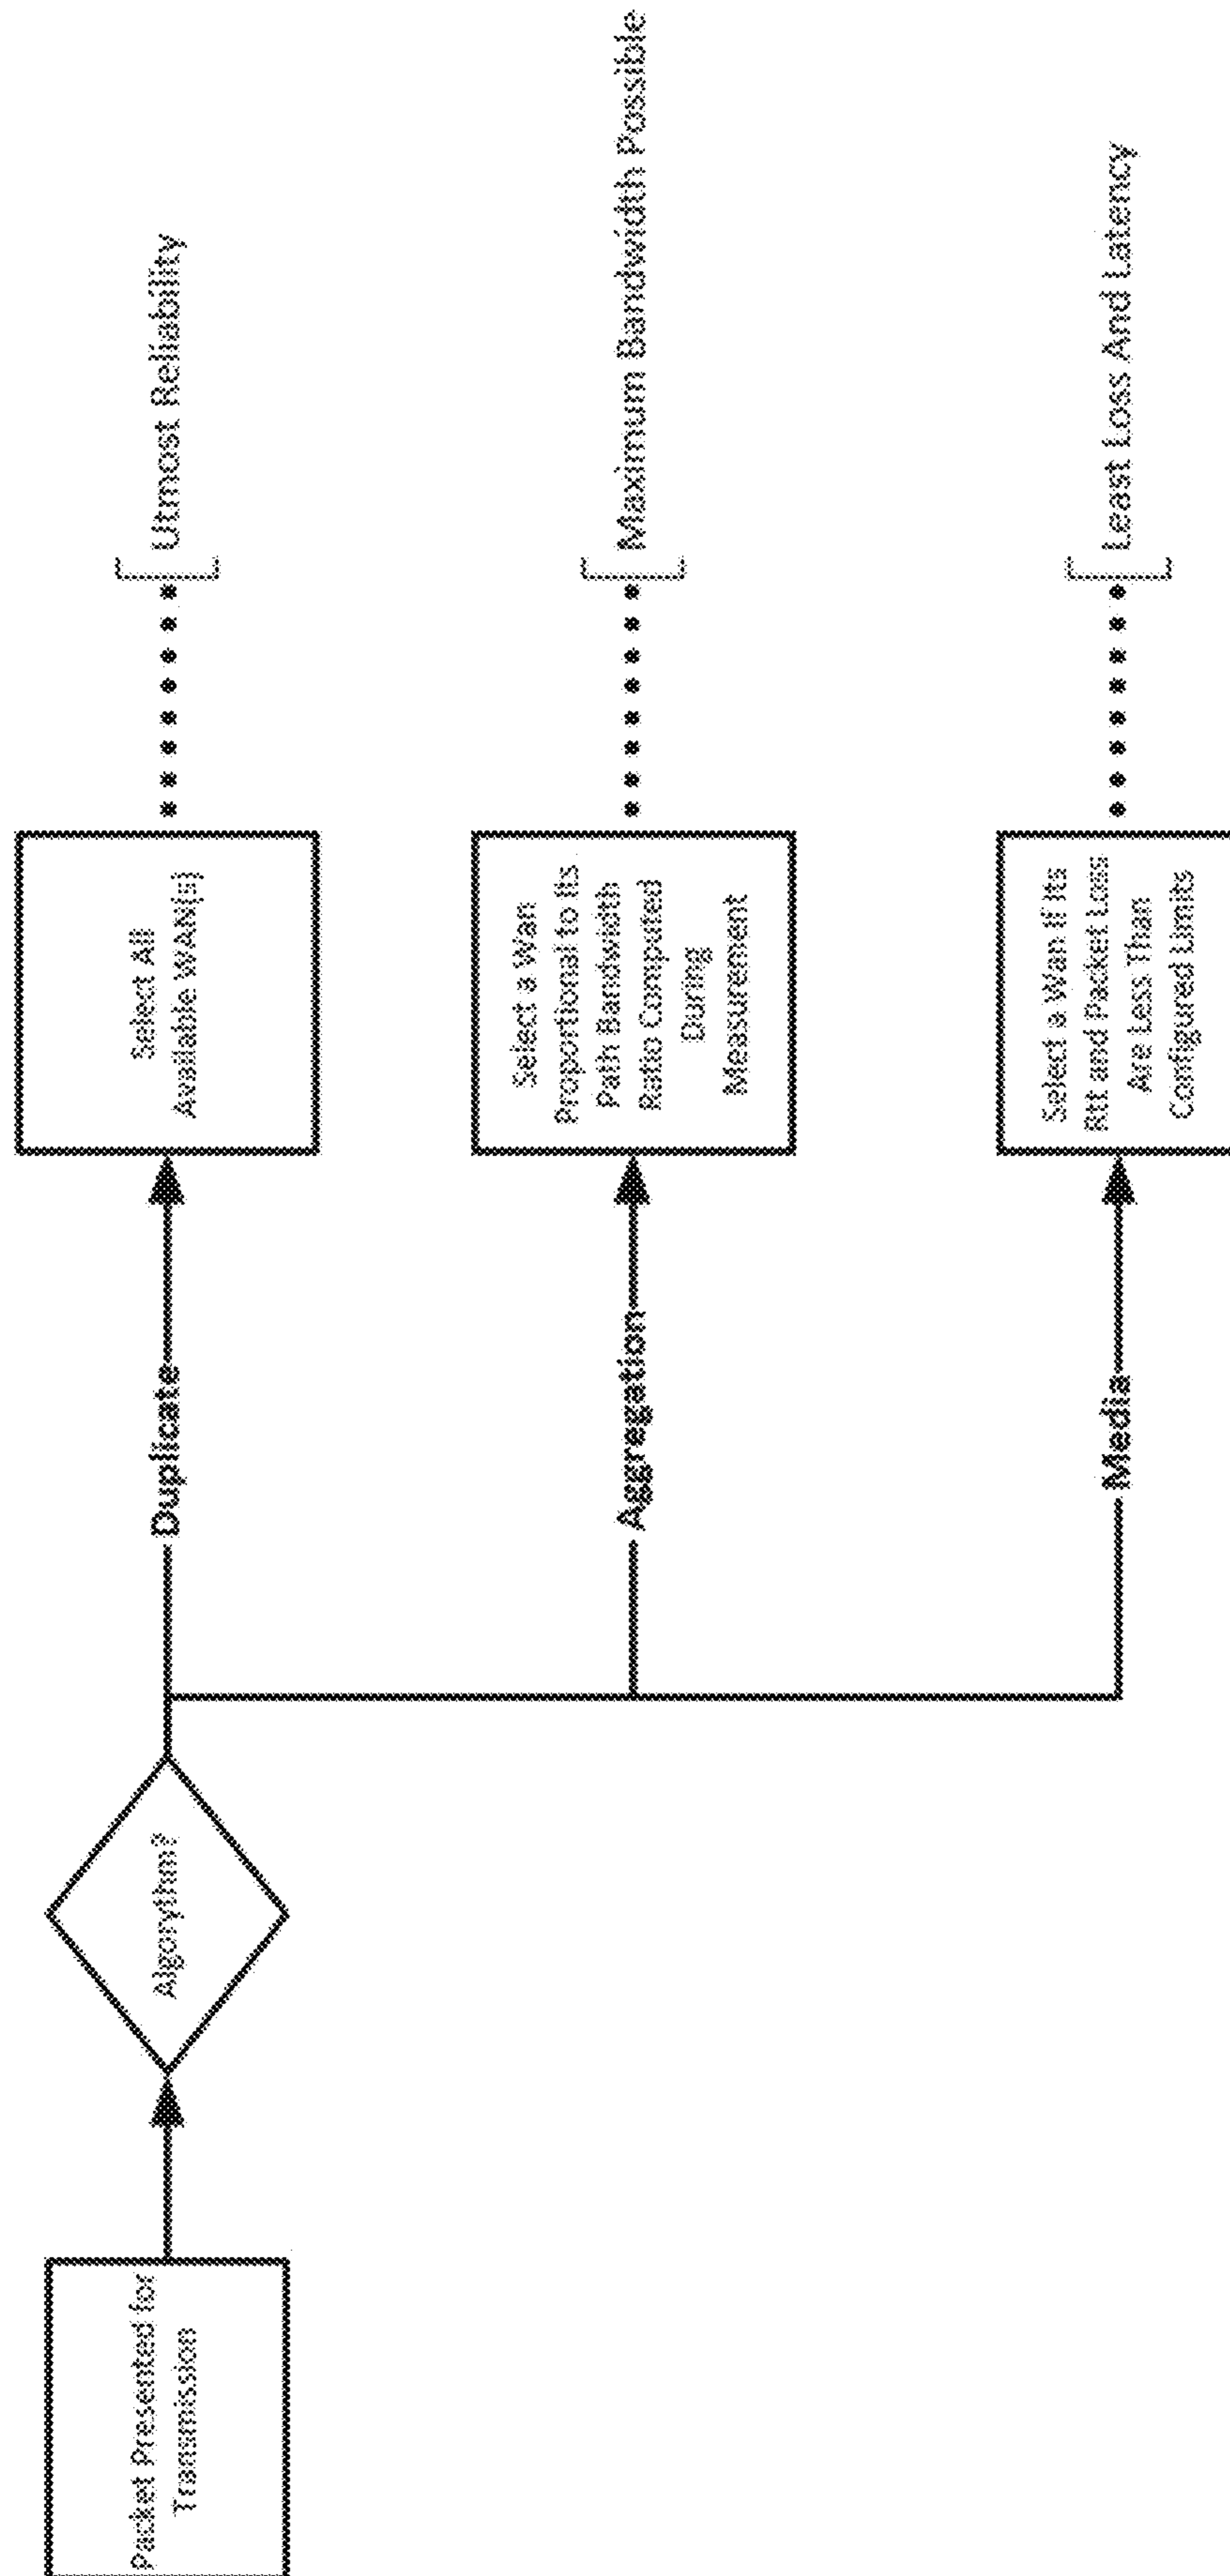 Packet Presented for
Transmission
Algorythm?
Duplicate
Select All
Available WAN(s)
Utmost Reliability
Aggregation
Select a Wan
Proportional to Its
Path Bandwidth
Ratio Computed
During
Measurement
Maximum Bandwidth Possible
Media
Select a Wan If Its
Rtt and Packet Loss
Are Less Than
Configured Limits
Least Loss And Latency